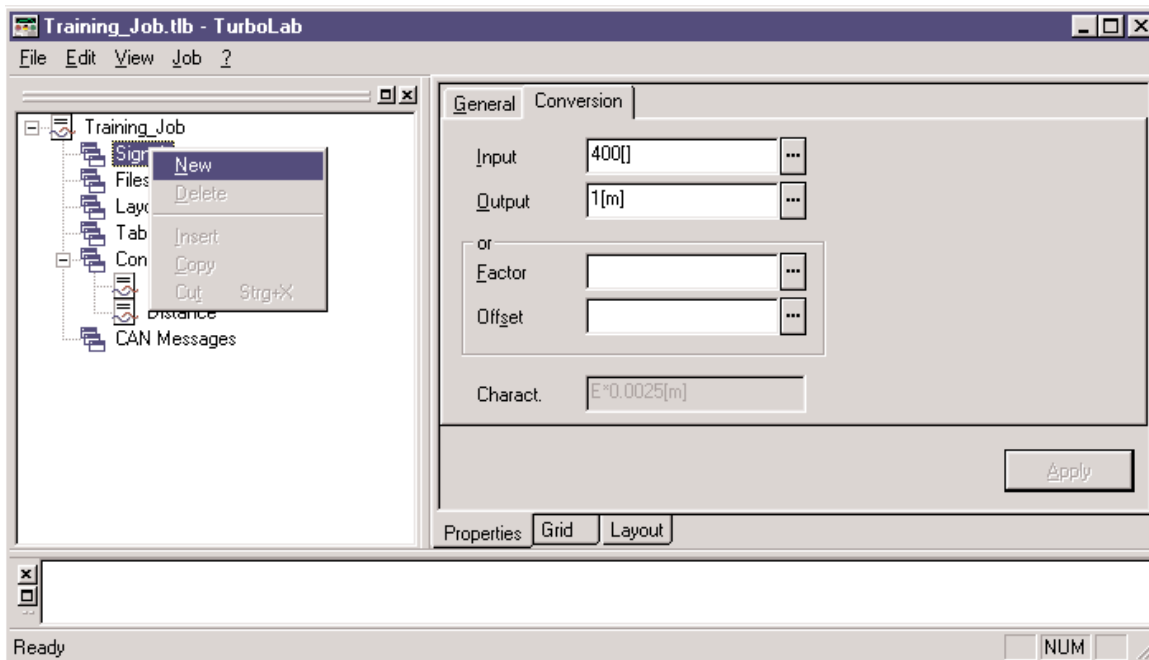 Training_Job.tlb - TurboLab
File Edit View Job ?
Training_Job
Files
CAN Messages
Distance
New
Delete
Insert
Copy
Cut Strg+X
General Conversion
Input 400[]
Output 1[m]
or
Factor
Offset
Charact. E*0.0025[m]
Apply
Properties Grid Layout
Ready
NUM